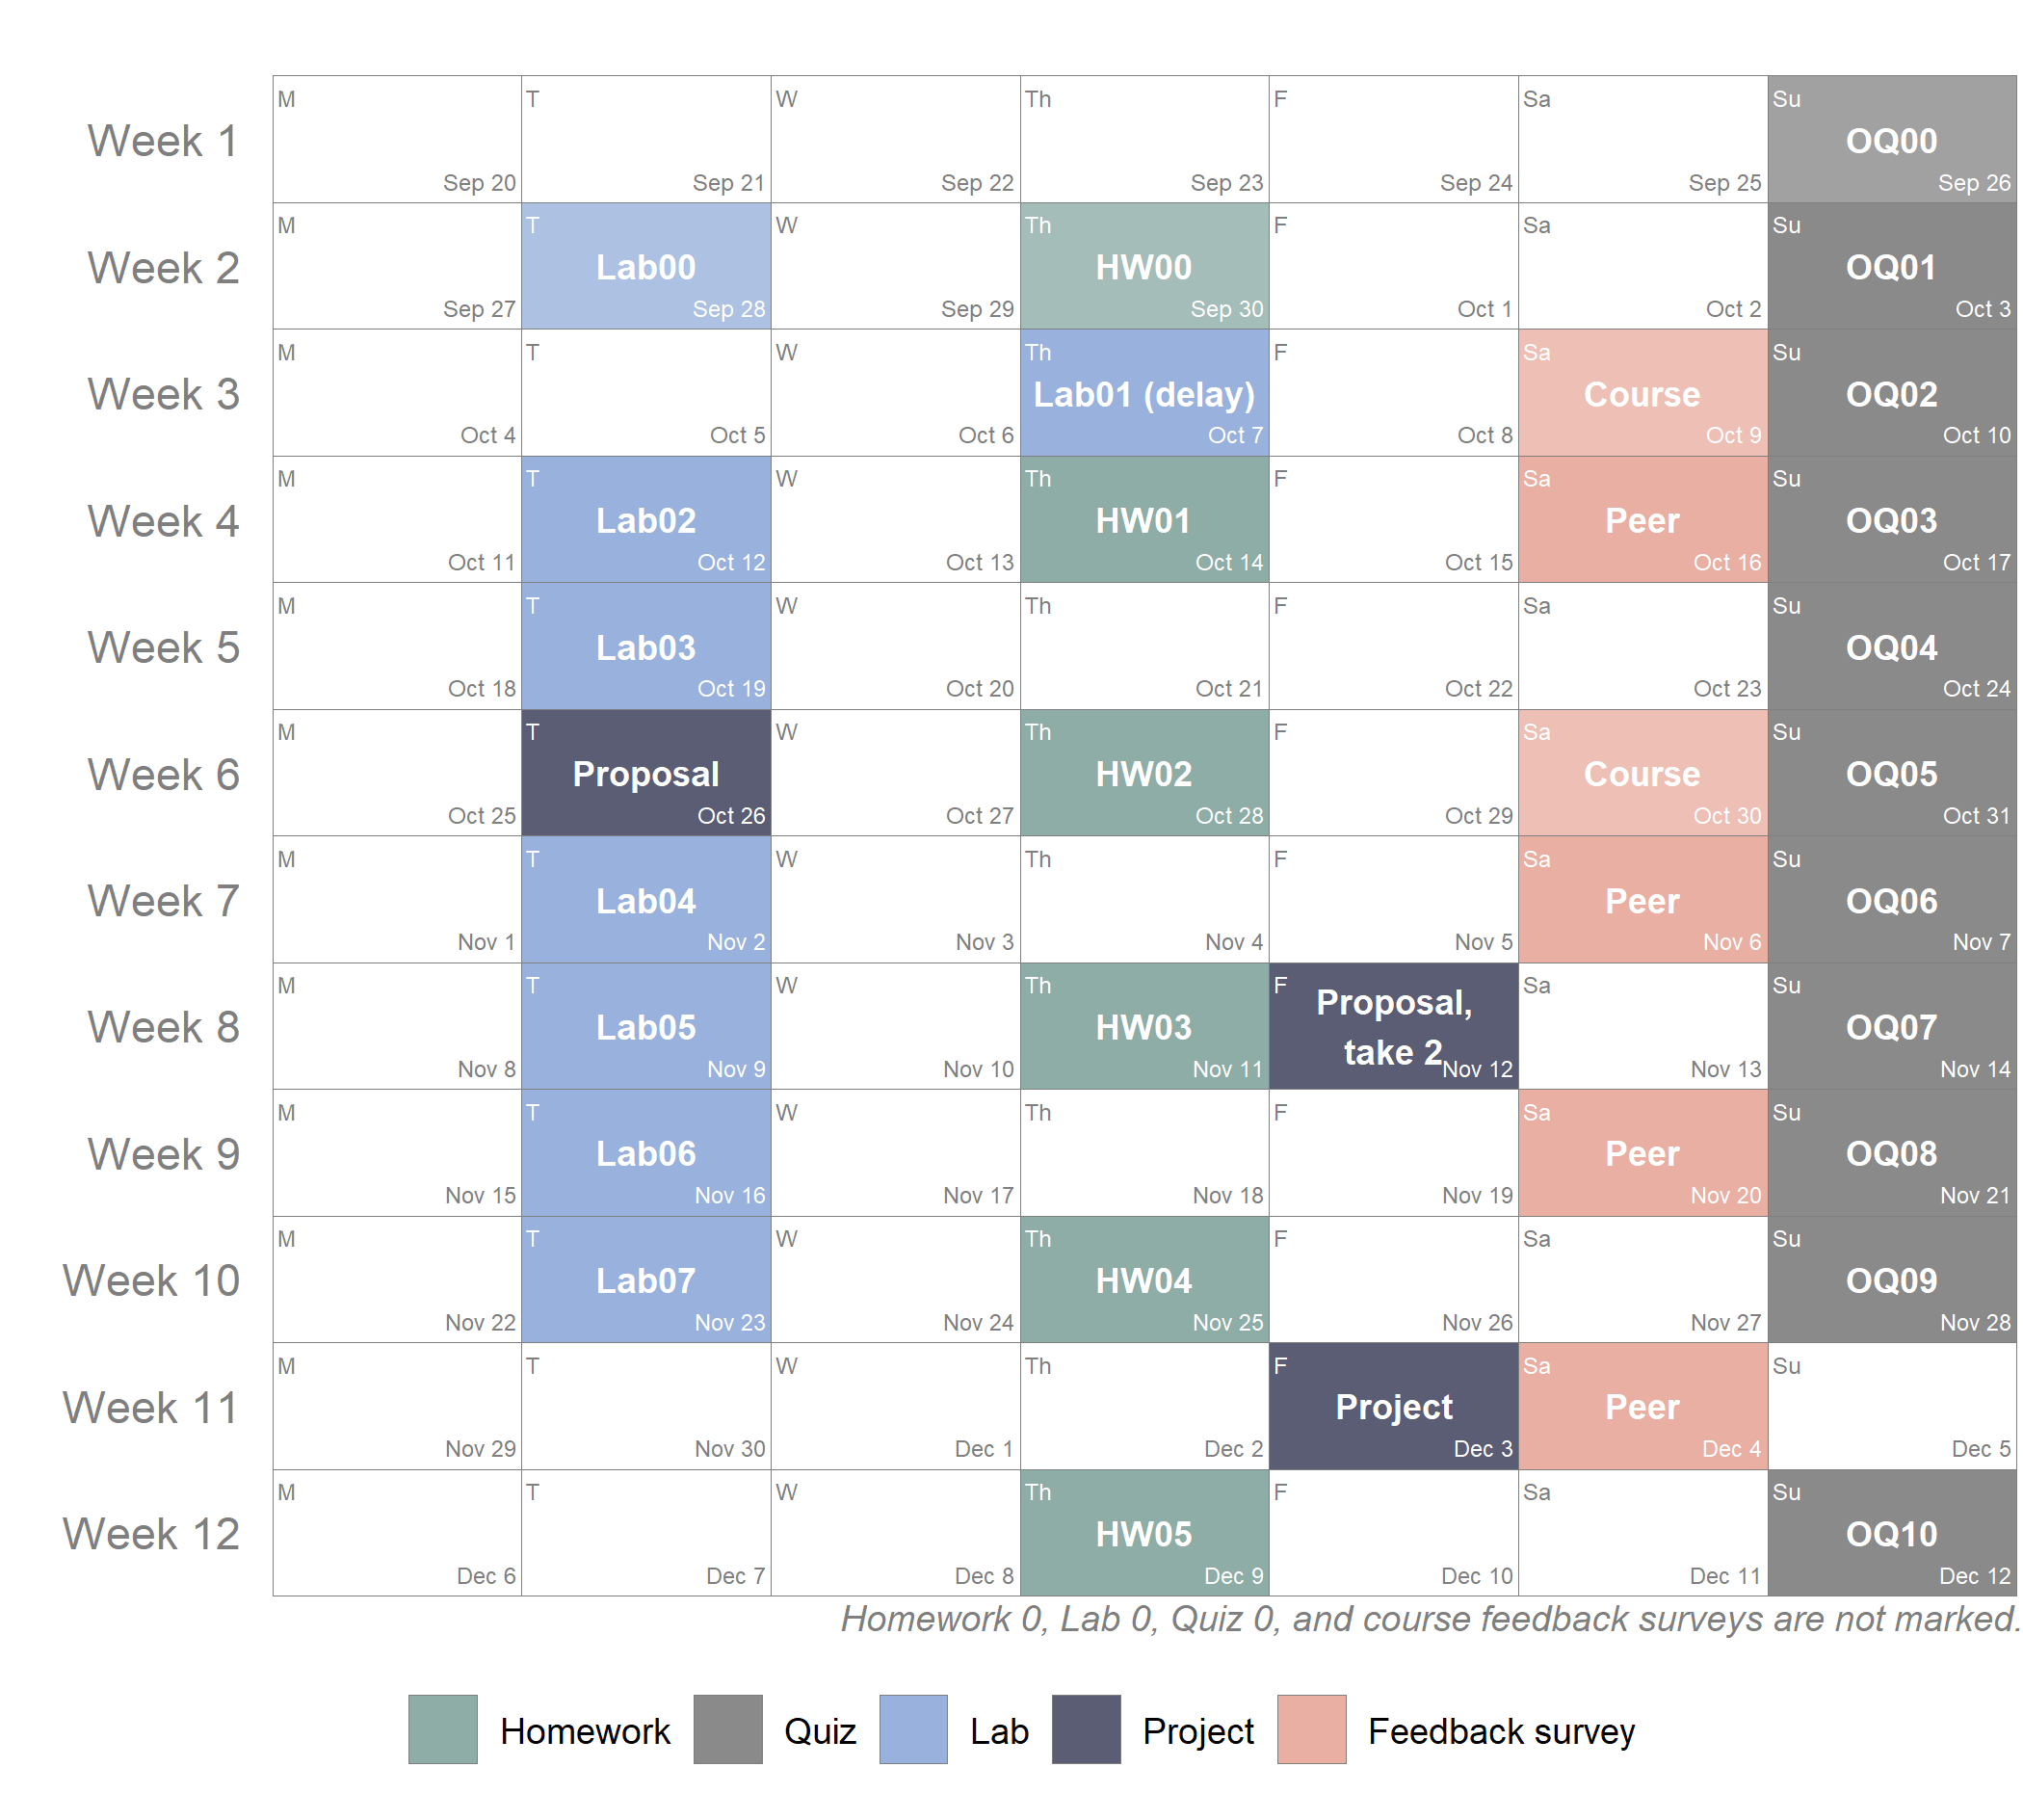 M T W Th F Sa Su
Week 1 OQ00
Sep 20 Sep 21 Sep 22 Sep 23 Sep 24 Sep 25 Sep 26
M T W Th F Sa Su
Week 2 Lab00 HW00 OQ01
Sep 27 Sep 28 Sep 29 Sep 30 Oct 1 Oct 2 Oct 3
M T W Th F Sa Su
Week 3 Lab01 (delay) Course OQ02
Oct 4 Oct 5 Oct 6 Oct 7 Oct 8 Oct 9 Oct 10
M T W Th F Sa Su
Week 4 Lab02 HW01 Peer OQ03
Oct 11 Oct 12 Oct 13 Oct 14 Oct 15 Oct 16 Oct 17
M T W Th F Sa Su
Week 5 Lab03 OQ04
Oct 18 Oct 19 Oct 20 Oct 21 Oct 22 Oct 23 Oct 24
M T W Th F Sa Su
Week 6 Proposal HW02 Course OQ05
Oct 25 Oct 26 Oct 27 Oct 28 Oct 29 Oct 30 Oct 31
M T W Th F Sa Su
Week 7 Lab04 Peer OQ06
Nov 1 Nov 2 Nov 3 Nov 4 Nov 5 Nov 6 Nov 7
M T W Th F Sa Su
Week 8 Lab05 HW03 Proposal, take 2 OQ07
Nov 8 Nov 9 Nov 10 Nov 11 Nov 12 Nov 13 Nov 14
M T W Th F Sa Su
Week 9 Lab06 Peer OQ08
Nov 15 Nov 16 Nov 17 Nov 18 Nov 19 Nov 20 Nov 21
M T W Th F Sa Su
Week 10 Lab07 HW04 OQ09
Nov 22 Nov 23 Nov 24 Nov 25 Nov 26 Nov 27 Nov 28
M T W Th F Sa Su
Week 11 Project Peer
Nov 29 Nov 30 Dec 1 Dec 2 Dec 3 Dec 4 Dec 5
M T W Th F Sa Su
Week 12 HW05 OQ10
Dec 6 Dec 7 Dec 8 Dec 9 Dec 10 Dec 11 Dec 12
Homework 0, Lab 0, Quiz 0, and course feedback surveys are not marked.
Homework Quiz Lab Project Feedback survey